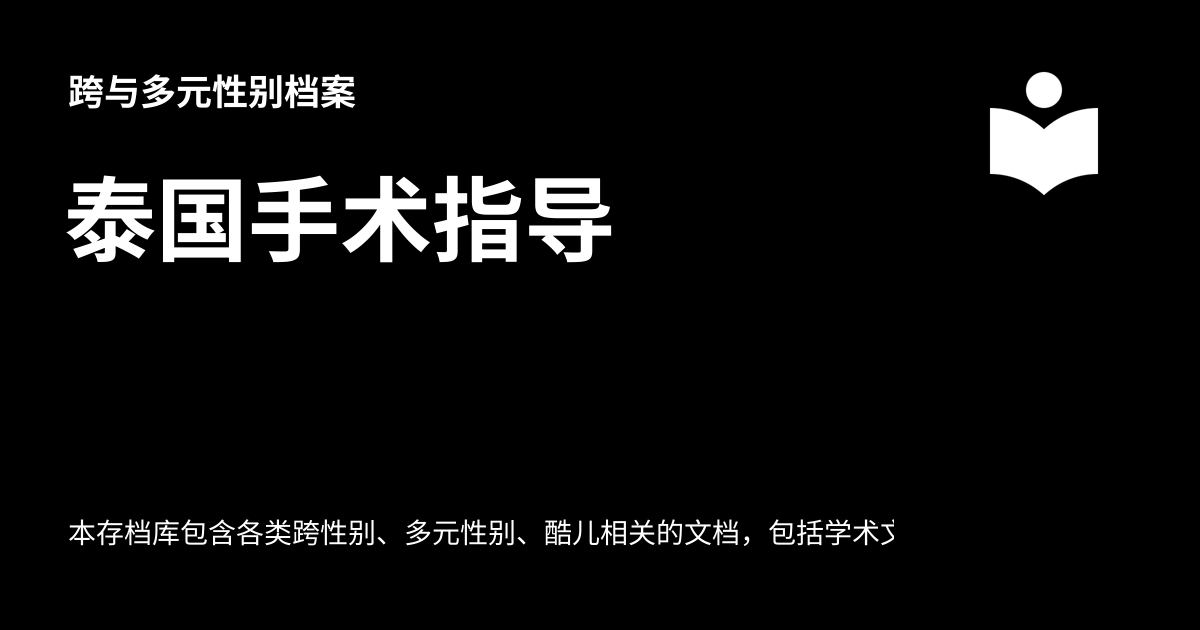 跨与多元性别档案
泰国手术指导
本存档库包含各类跨性别、多元性别、酷儿相关的文档，包括学术